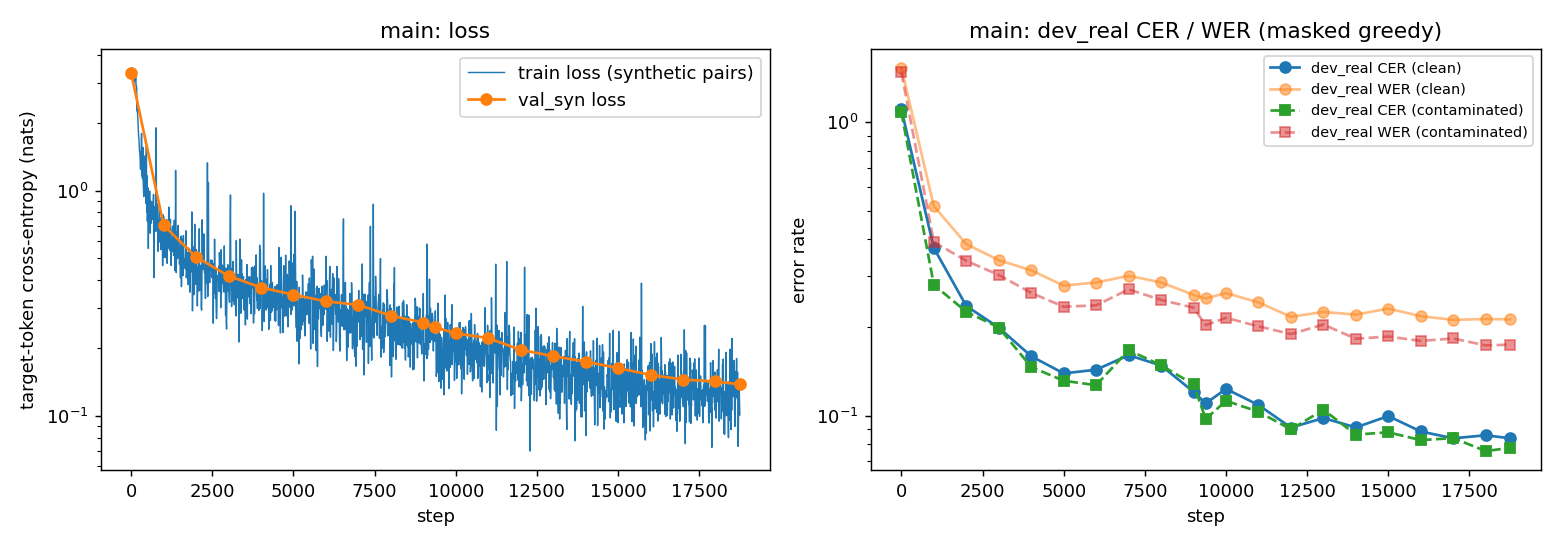 main: loss
train loss (synthetic pairs)
val_syn loss
target-token cross-entropy (nats)
10⁰
10⁻¹
0 2500 5000 7500 10000 12500 15000 17500
step
main: dev_real CER / WER (masked greedy)
dev_real CER (clean)
dev_real WER (clean)
dev_real CER (contaminated)
dev_real WER (contaminated)
error rate
10⁰
10⁻¹
0 2500 5000 7500 10000 12500 15000 17500
step